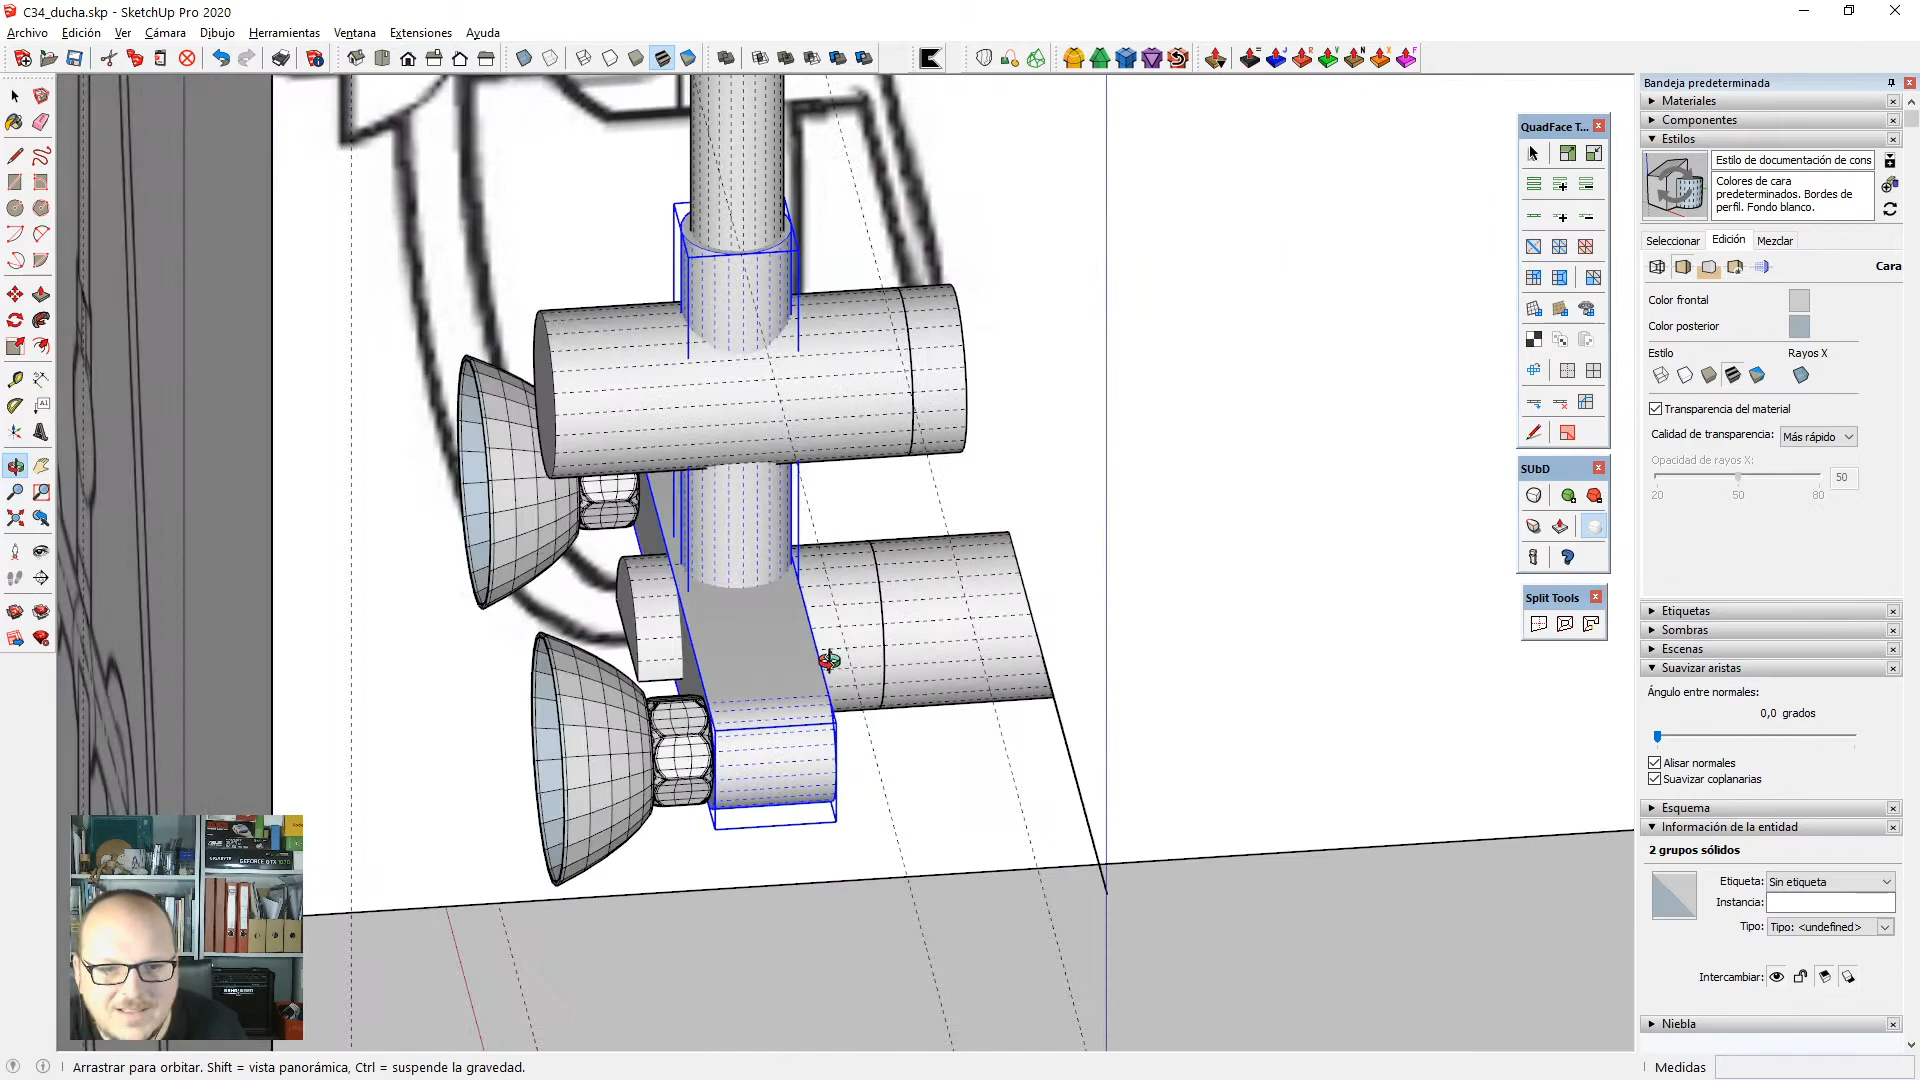 C34_ducha.skp - SketchUp Pro 2020
Archivo Edición Ver Cámara Dibujo Herramientas Ventana Extensiones Ayuda
Bandeja predeterminada
Materiales
Componentes
Estilos
Estilo de documentación de cons
Colores de cara
predeterminados. Bordes de
perfil. Fondo blanco.
Seleccionar Edición Mezclar
Cara
Color frontal
Color posterior
Estilo Rayos X
Transparencia del material
Calidad de transparencia: Más rápido
Opacidad de rayos X:
50
20 50 80
Etiquetas
Sombras
Escenas
Suavizar aristas
Ángulo entre normales:
0,0 grados
Alisar normales
Suavizar coplanarias
Esquema
Información de la entidad
2 grupos sólidos
Etiqueta: Sin etiqueta
Instancia:
Tipo: Tipo: <undefined>
Intercambiar:
Niebla
QuadFace T...
SUbD
Split Tools
GEFORCE GTX 1070
Arrastrar para orbitar. Shift = vista panorámica, Ctrl = suspende la gravedad.
Medidas